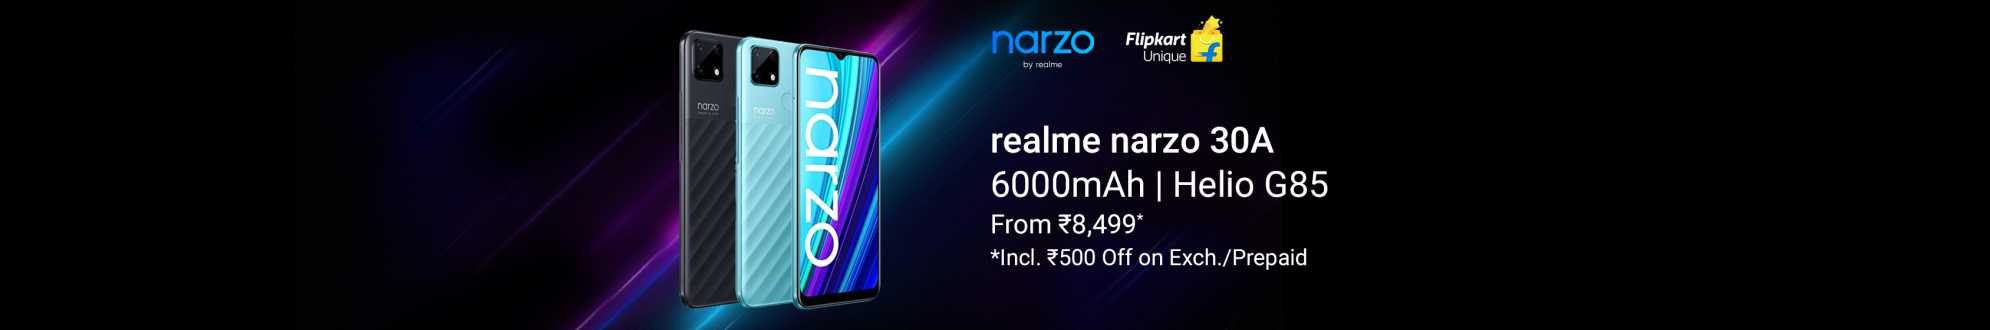 narzo
by realme
Flipkart
Unique
narzo
narzo
narzo
realme narzo 30A
6000mAh | Helio G85
From ₹8,499*
*Incl. ₹500 Off on Exch./Prepaid